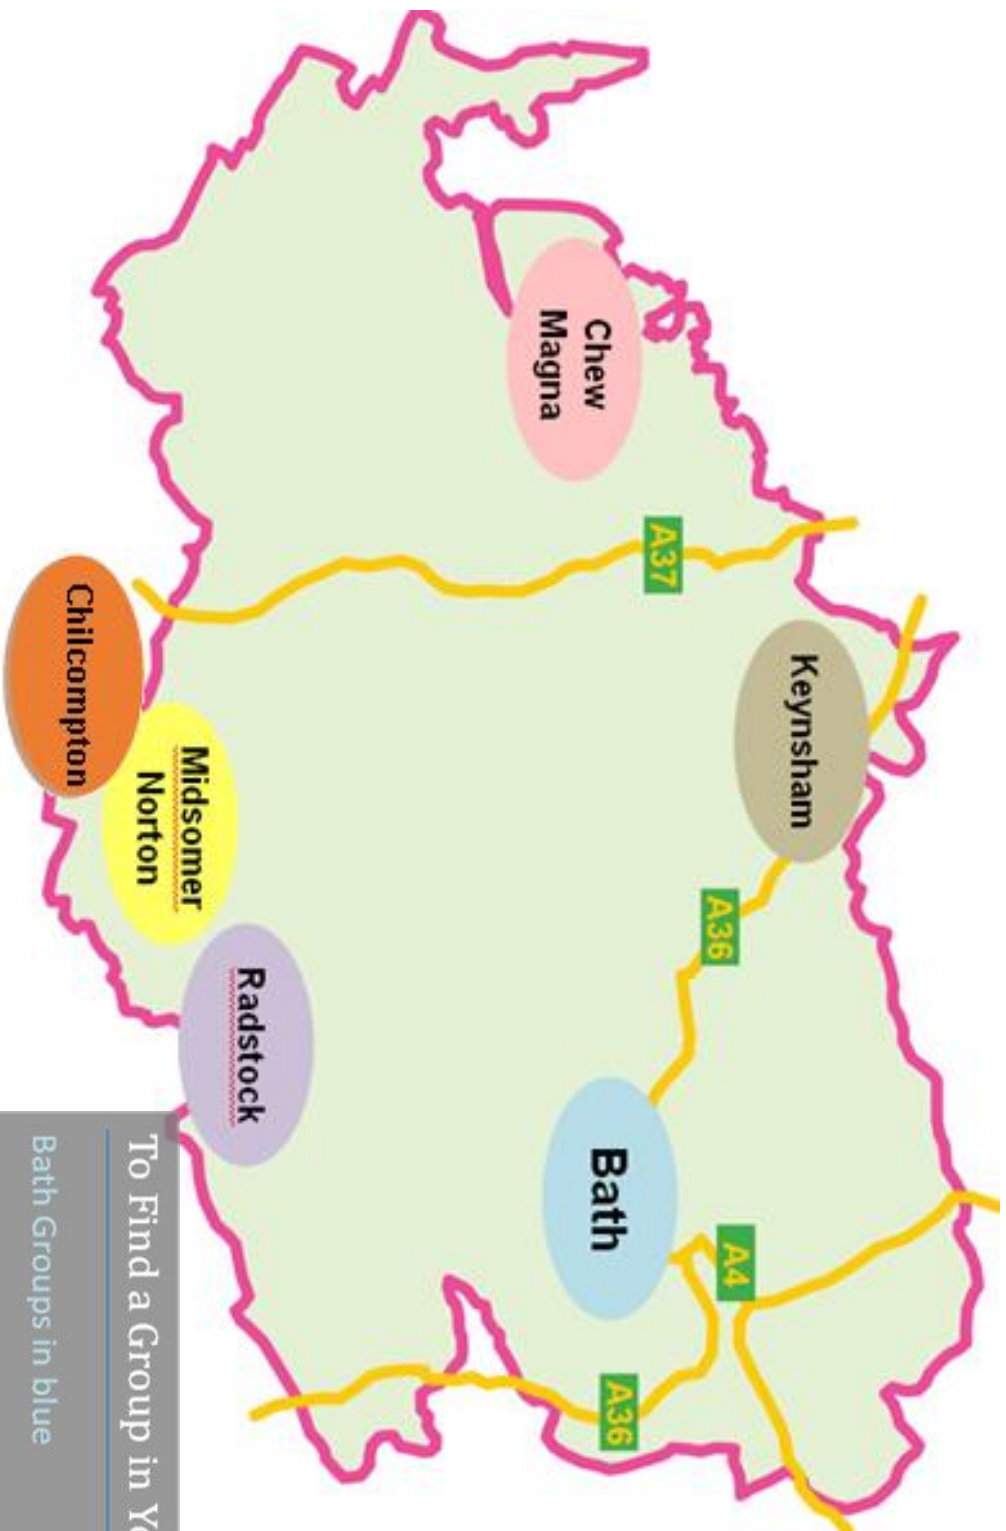 Keynsham
A37
A36
A4
Chew
Magna
Bath
A36
Radstock
Midsomer
Norton
Chilcompton
To Find a Group in
Bath Groups in blue